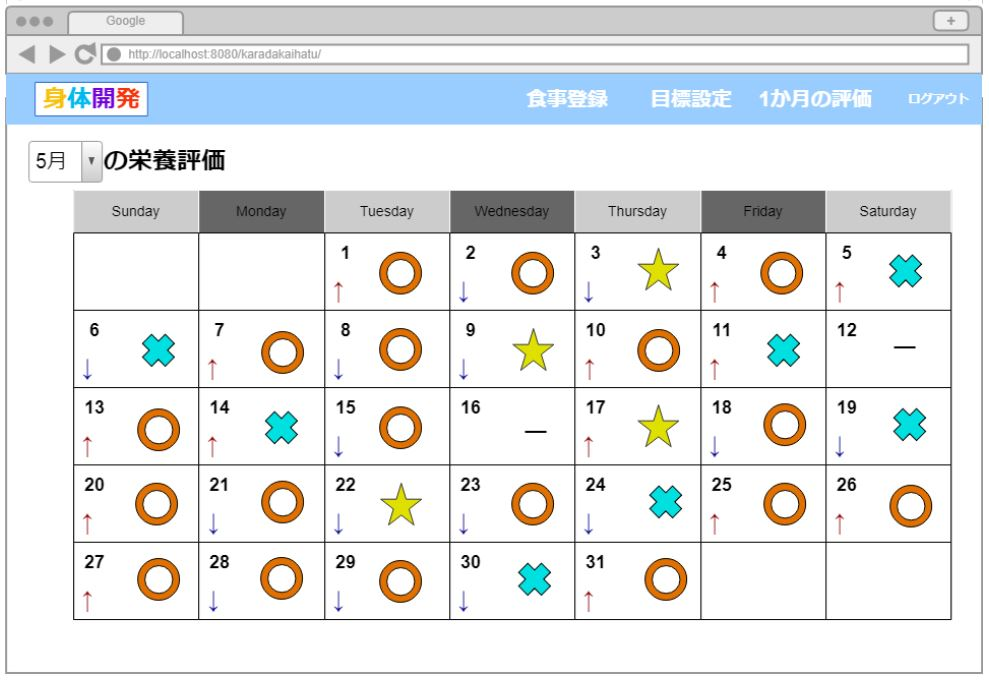 Google
+
http://localhost:8080/karadakaihatu/
身体開発 食事登録 目標設定 1か月の評価 ログアウト
5月 ▼ の栄養評価
Sunday Monday Tuesday Wednesday Thursday Friday Saturday
1 2 3 4 5
↑ ↓ ↓ ↑ ↑
6 7 8 9 10 11 12 —
↓ ↑ ↓ ↓ ↑ ↑
13 14 15 16 — 17 18 19
↑ ↑ ↓ ↑ ↓ ↓
20 21 22 23 24 25 26
↑ ↓ ↓ ↓ ↓ ↑ ↑
27 28 29 30 31
↑ ↓ ↓ ↓ ↑